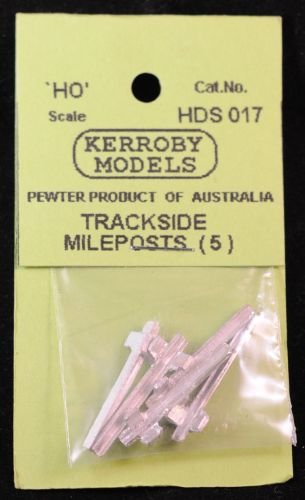 'HO' Cat.No.
Scale HDS 017
KERROBY
MODELS
PEWTER PRODUCT OF AUSTRALIA
TRACKSIDE
MILEPOSTS (5)